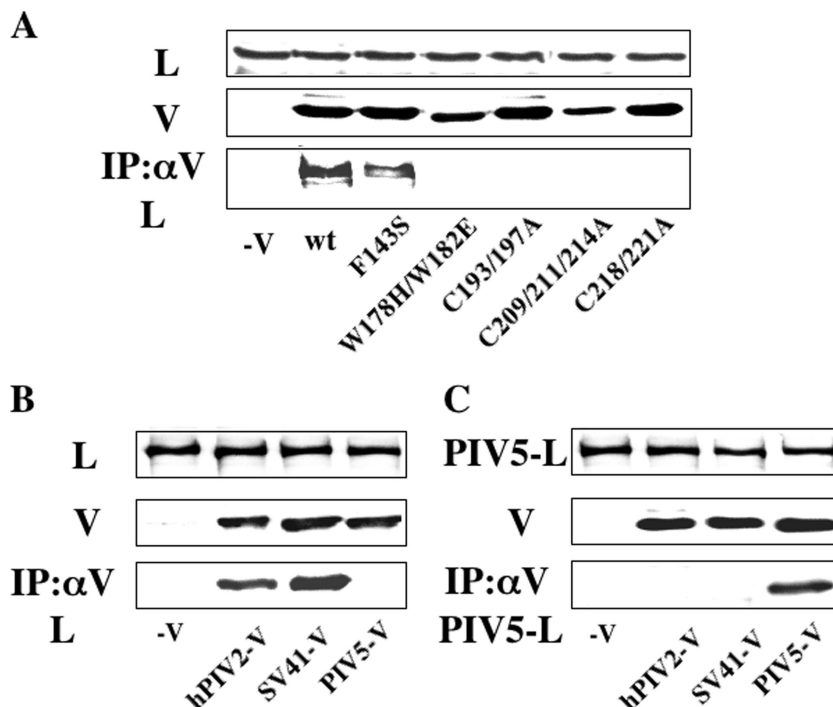 A
L
V
IP:αV
L
-V
wt
F143S
W178H/W182E
C193/197A
C209/211/214A
C218/221A
B
L
V
IP:αV
L
-V
hPIV2-V
SV41-V
PIV5-V
C
PIV5-L
V
IP:αV
PIV5-L
-V
hPIV2-V
SV41-V
PIV5-V